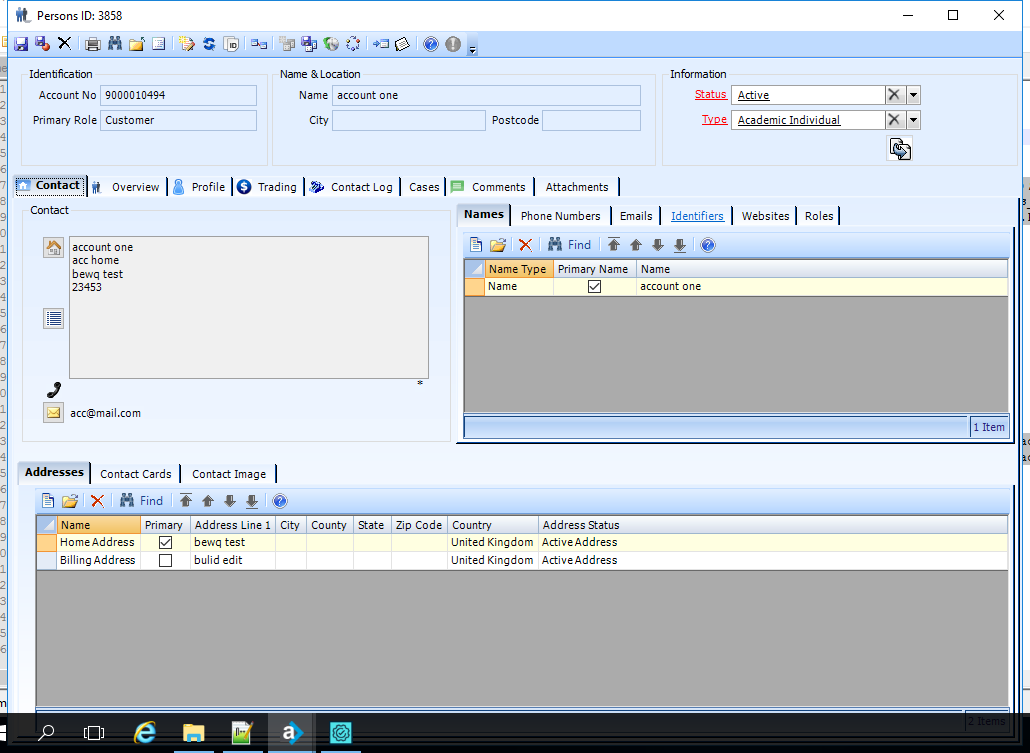 Persons ID: 3858
Identification
Account No 9000010494
Primary Role Customer
Name & Location
Name account one
City Postcode
Information
Status Active
Type Academic Individual
Contact Overview Profile Trading Contact Log Cases Comments Attachments
Contact
account one
acc home
bewq test
23453
*
acc@mail.com
Names Phone Numbers Emails Identifiers Websites Roles
Find
Name Type Primary Name Name
Name account one
1 Item
Addresses Contact Cards Contact Image
Find
Name Primary Address Line 1 City County State Zip Code Country Address Status
Home Address bewq test United Kingdom Active Address
Billing Address bulid edit United Kingdom Active Address
2 Items